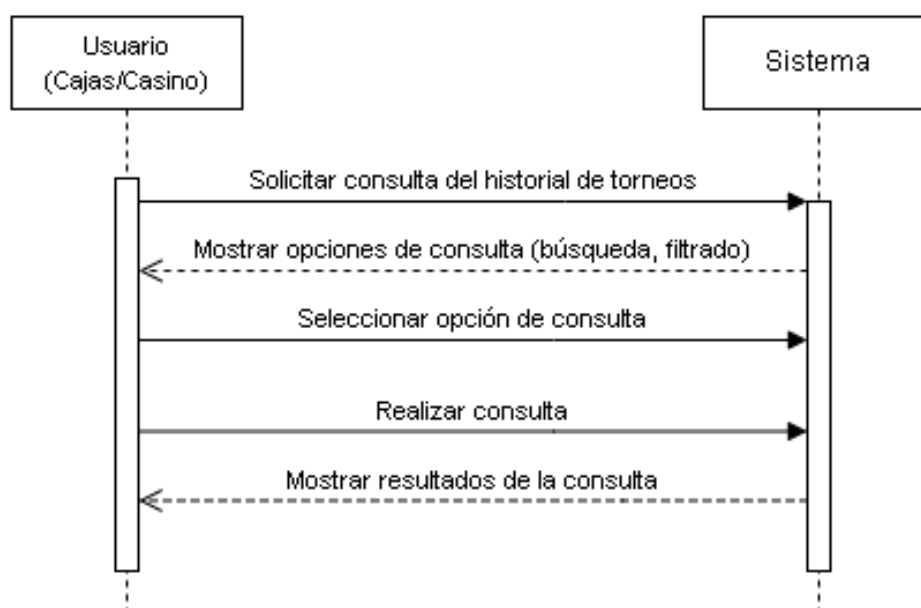 Usuario
(Cajas/Casino)
Sistema
Solicitar consulta del historial de torneos
Mostrar opciones de consulta (búsqueda, filtrado)
Seleccionar opción de consulta
Realizar consulta
Mostrar resultados de la consulta